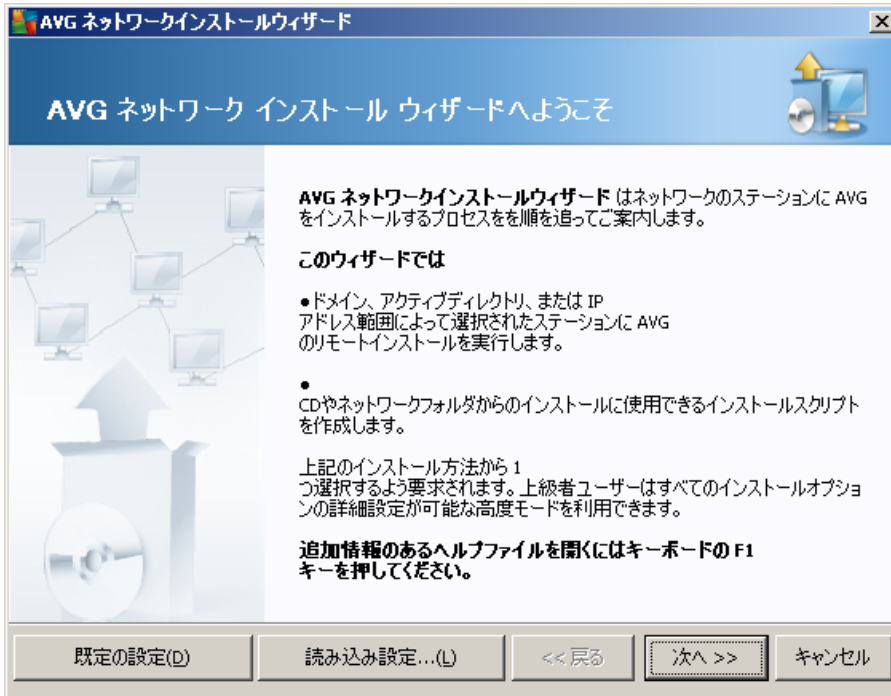 AVG ネットワークインストールウィザード
AVG ネットワーク インストール ウィザードへようこそ
AVG ネットワークインストールウィザード はネットワークのステーションに AVG
をインストールするプロセスをを順を追ってご案内します。
このウィザードでは
●ドメイン、アクティブディレクトリ、または IP
アドレス範囲によって選択されたステーションに AVG
のリモートインストールを実行します。
●
CDやネットワークフォルダからのインストールに使用できるインストールスクリプト
を作成します。
上記のインストール方法から 1
つ選択するよう要求されます。上級者ユーザーはすべてのインストールオプショ
ンの詳細設定が可能な高度モードを利用できます。
追加情報のあるヘルプファイルを開くにはキーボードの F1
キーを押してください。
既定の設定(D)
読み込み設定...(L)
<< 戻る
次へ >>
キャンセル